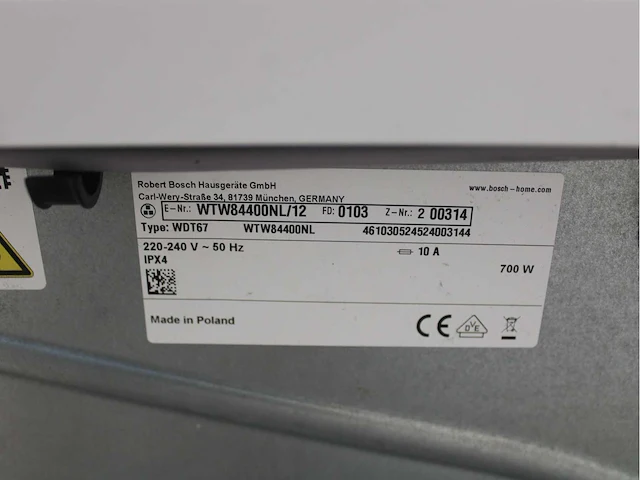 Robert Bosch Hausgeräte GmbH
www.bosch-home.com
Carl-Wery-Straße 34, 81739 München, GERMANY
E-Nr.: WTW84400NL/12 FD: 0103 Z-Nr.: 2 00314
Type: WDT67 WTW84400NL 461030524524003144
220-240 V ~ 50 Hz 10 A
IPX4 700 W
Made in Poland
CE DVE